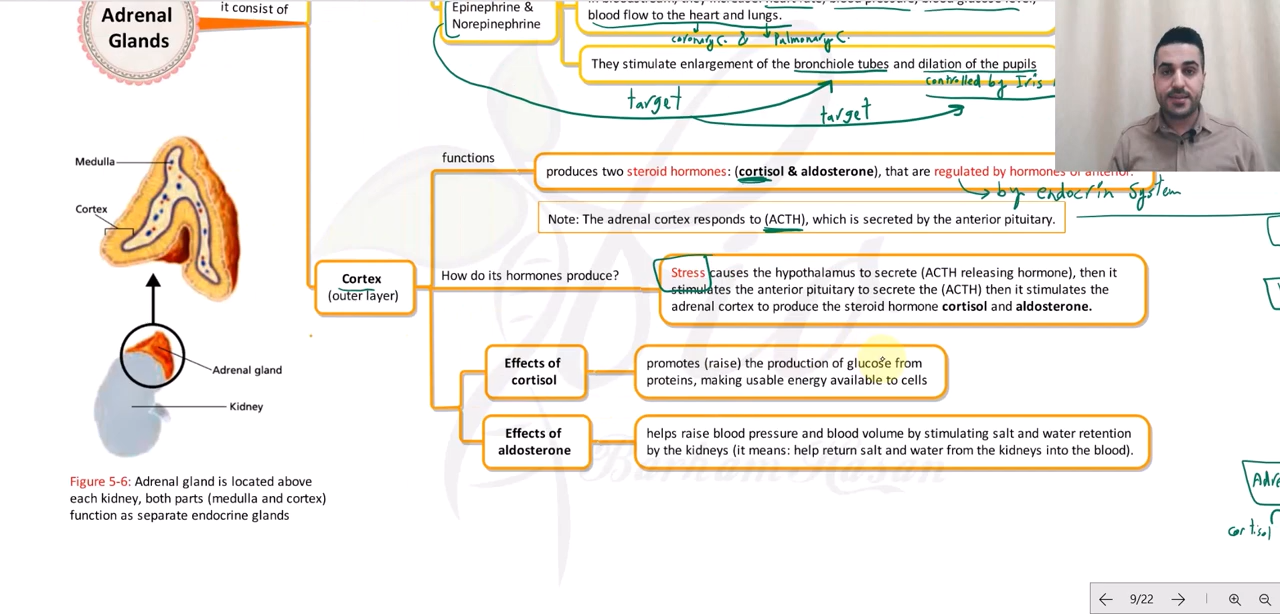 Adrenal
Glands
it consist of
Epinephrine &
Norepinephrine
blood flow to the heart and lungs.
coronary C. & Pulmonary C.
They stimulate enlargement of the bronchiole tubes and dilation of the pupils
controlled by Iris
target
target
Medulla
Cortex
Adrenal gland
Kidney
Figure 5-6: Adrenal gland is located above
each kidney, both parts (medulla and cortex)
function as separate endocrine glands
Cortex
(outer layer)
functions
produces two steroid hormones: (cortisol & aldosterone), that are regulated by hormones of anterior.
by endocrin System
Note: The adrenal cortex responds to (ACTH), which is secreted by the anterior pituitary.
How do its hormones produce?
Stress causes the hypothalamus to secrete (ACTH releasing hormone), then it
stimulates the anterior pituitary to secrete the (ACTH) then it stimulates the
adrenal cortex to produce the steroid hormone cortisol and aldosterone.
Effects of
cortisol
promotes (raise) the production of glucose from
proteins, making usable energy available to cells
Effects of
aldosterone
helps raise blood pressure and blood volume by stimulating salt and water retention
by the kidneys (it means: help return salt and water from the kidneys into the blood).
Barham Hasan
Adre
cortisol
9/22